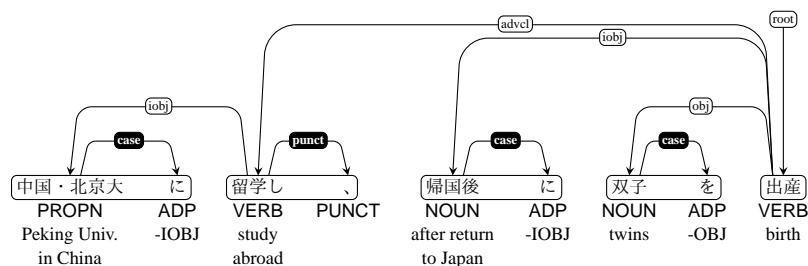 advcl
root
iobj
iobj
obj
case
punct
case
case
中国・北京大 に 留学し 、 帰国後 に 双子 を 出産
PROPN ADP VERB PUNCT NOUN ADP NOUN ADP VERB
Peking Univ. -IOBJ study after return -IOBJ twins -OBJ birth
in China abroad to Japan